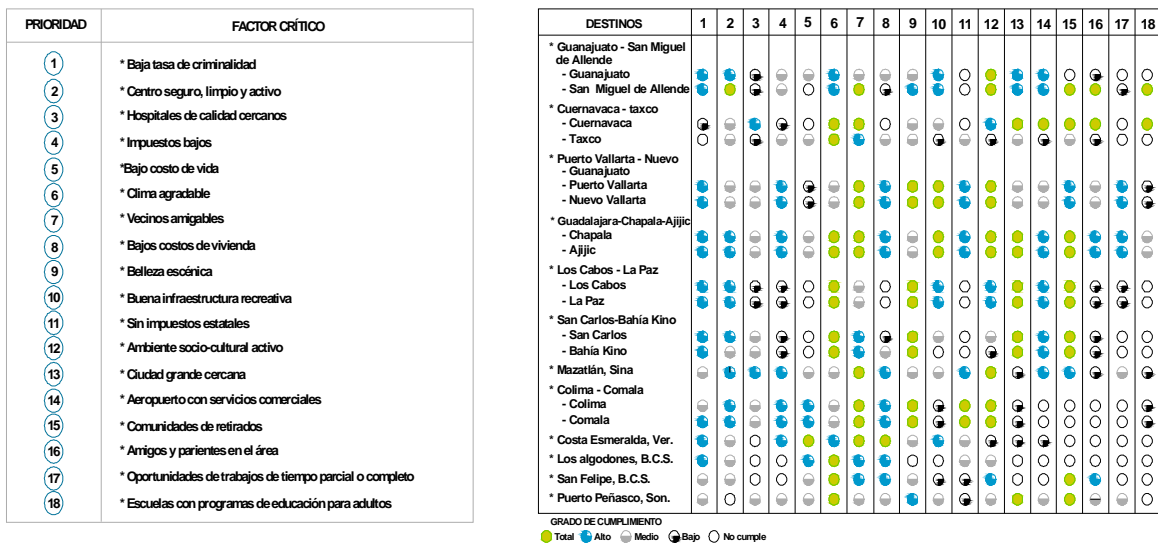 PRIORIDAD FACTOR CRÍTICO
1 * Baja tasa de criminalidad
2 * Centro seguro, limpio y activo
3 * Hospitales de calidad cercanos
4 * Impuestos bajos
5 *Bajo costo de vida
6 * Clima agradable
7 * Vecinos amigables
8 * Bajos costos de vivienda
9 * Belleza escénica
10 * Buena infraestructura recreativa
11 * Sin impuestos estatales
12 * Ambiente socio-cultural activo
13 * Ciudad grande cercana
14 * Aeropuerto con servicios comerciales
15 * Comunidades de retirados
16 * Amigos y parientes en el área
17 * Oportunidades de trabajos de tiempo parcial o completo
18 * Escuelas con programas de educación para adultos
DESTINOS 1 2 3 4 5 6 7 8 9 10 11 12 13 14 15 16 17 18
* Guanajuato - San Miguel
de Allende
- Guanajuato
- San Miguel de Allende
* Cuernavaca - taxco
- Cuernavaca
- Taxco
* Puerto Vallarta - Nuevo
Guanajuato
- Puerto Vallarta
- Nuevo Vallarta
* Guadalajara-Chapala-Ajijic
- Chapala
- Ajijic
* Los Cabos - La Paz
- Los Cabos
- La Paz
* San Carlos-Bahía Kino
- San Carlos
- Bahía Kino
* Mazatlán, Sina
* Colima - Comala
- Colima
- Comala
* Costa Esmeralda, Ver.
* Los algodones, B.C.S.
* San Felipe, B.C.S.
* Puerto Peñasco, Son.
GRADO DE CUMPLIMIENTO
Total Alto Medio Bajo No cumple